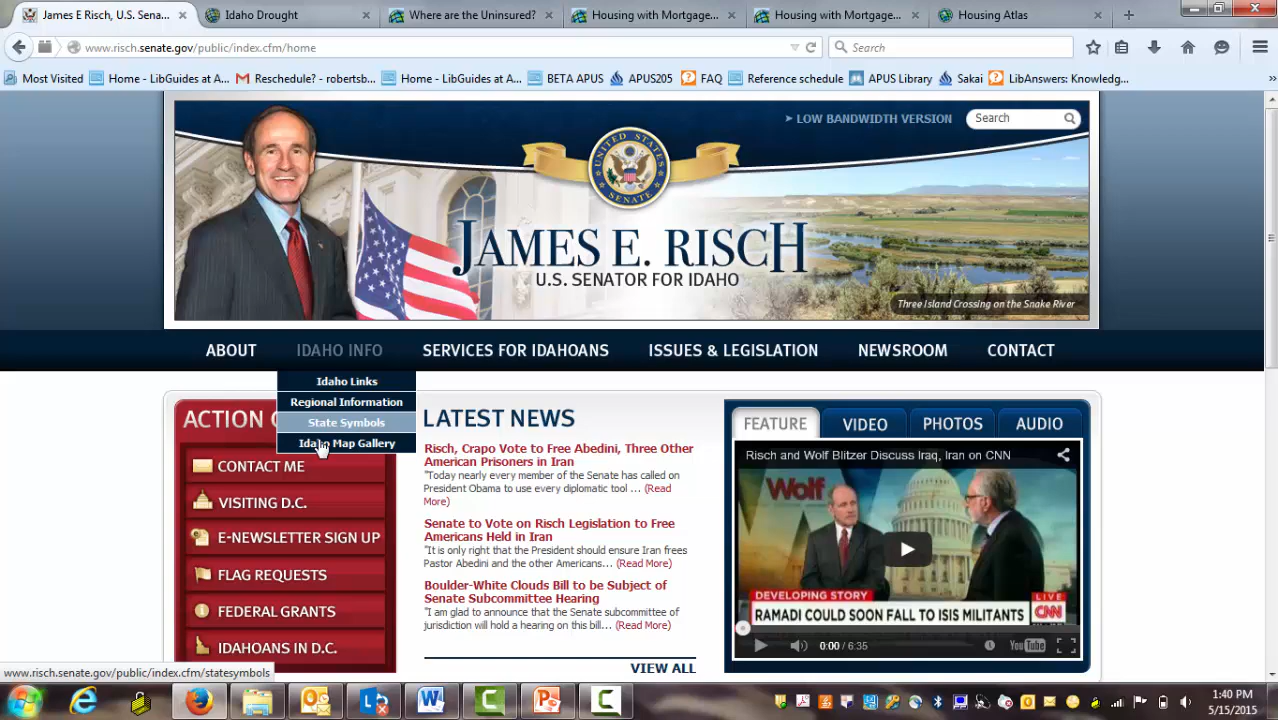 James E Risch, U.S. Sena...
Idaho Drought
Where are the Uninsured?
Housing with Mortgage...
Housing with Mortgage...
Housing Atlas
www.risch.senate.gov/public/index.cfm/home
Search
Most Visited
Home - LibGuides at A...
Reschedule? - robertsb...
Home - LibGuides at A...
BETA APUS
APUS205
FAQ
Reference schedule
APUS Library
Sakai
LibAnswers: Knowledg...
LOW BANDWIDTH VERSION
Search
UNITED STATES
SENATE
JAMES E. RISCH
U.S. SENATOR FOR IDAHO
Three Island Crossing on the Snake River
ABOUT
IDAHO INFO
SERVICES FOR IDAHOANS
ISSUES & LEGISLATION
NEWSROOM
CONTACT
Idaho Links
Regional Information
State Symbols
Idaho Map Gallery
ACTION
CONTACT ME
VISITING D.C.
E-NEWSLETTER SIGN UP
FLAG REQUESTS
FEDERAL GRANTS
IDAHOANS IN D.C.
LATEST NEWS
Risch, Crapo Vote to Free Abedini, Three Other
American Prisoners in Iran
"Today nearly every member of the Senate has called on
President Obama to use every diplomatic tool ... (Read
More)
Senate to Vote on Risch Legislation to Free
Americans Held in Iran
"It is only right that the President should ensure Iran frees
Pastor Abedini and the other Americans... (Read More)
Boulder-White Clouds Bill to be Subject of
Senate Subcommittee Hearing
"I am glad to announce that the Senate subcommittee of
jurisdiction will hold a hearing on this bill... (Read More)
VIEW ALL
FEATURE
VIDEO
PHOTOS
AUDIO
Risch and Wolf Blitzer Discuss Iraq, Iran on CNN
Wolf
DEVELOPING STORY
RAMADI COULD SOON FALL TO ISIS MILITANTS
LIVE
CNN
0:00 / 6:35
YouTube
www.risch.senate.gov/public/index.cfm/statesymbols
1:40 PM
5/15/2015